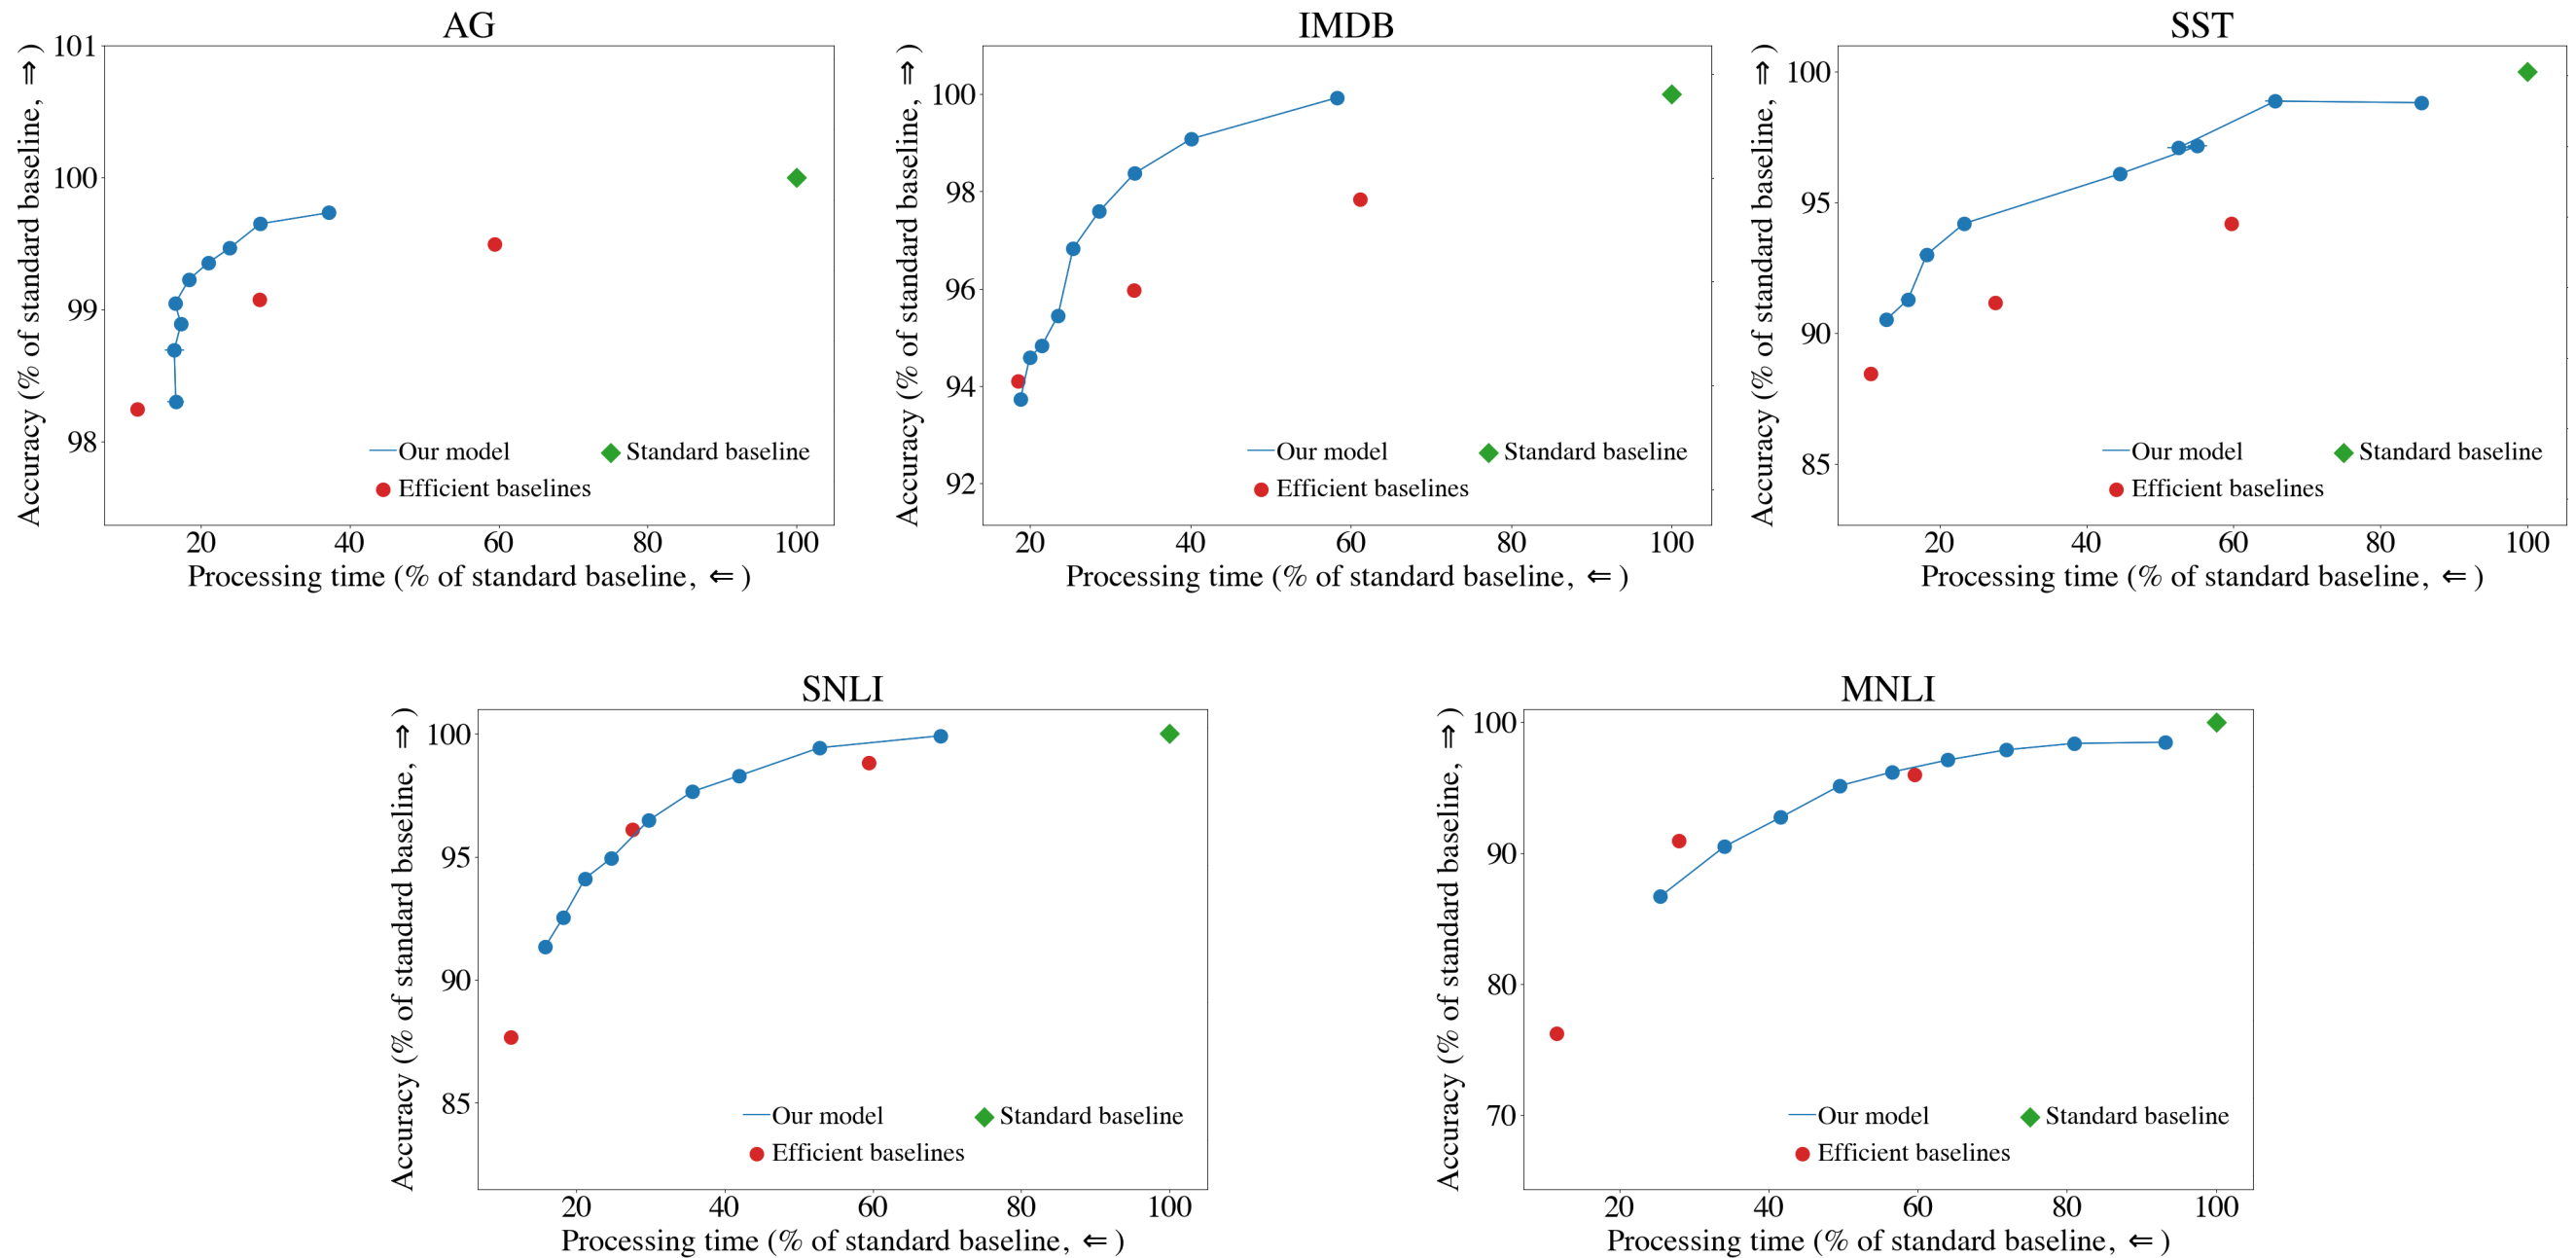 AG
Accuracy (% of standard baseline, ⇒)
101
100
99
98
Our model
Standard baseline
Efficient baselines
20 40 60 80 100
Processing time (% of standard baseline, ⇐)
IMDB
Accuracy (% of standard baseline, ⇒)
100
98
96
94
92
Our model
Standard baseline
Efficient baselines
20 40 60 80 100
Processing time (% of standard baseline, ⇐)
SST
Accuracy (% of standard baseline, ⇒)
100
95
90
85
Our model
Standard baseline
Efficient baselines
20 40 60 80 100
Processing time (% of standard baseline, ⇐)
SNLI
Accuracy (% of standard baseline, ⇒)
100
95
90
85
Our model
Standard baseline
Efficient baselines
20 40 60 80 100
Processing time (% of standard baseline, ⇐)
MNLI
Accuracy (% of standard baseline, ⇒)
100
90
80
70
Our model
Standard baseline
Efficient baselines
20 40 60 80 100
Processing time (% of standard baseline, ⇐)